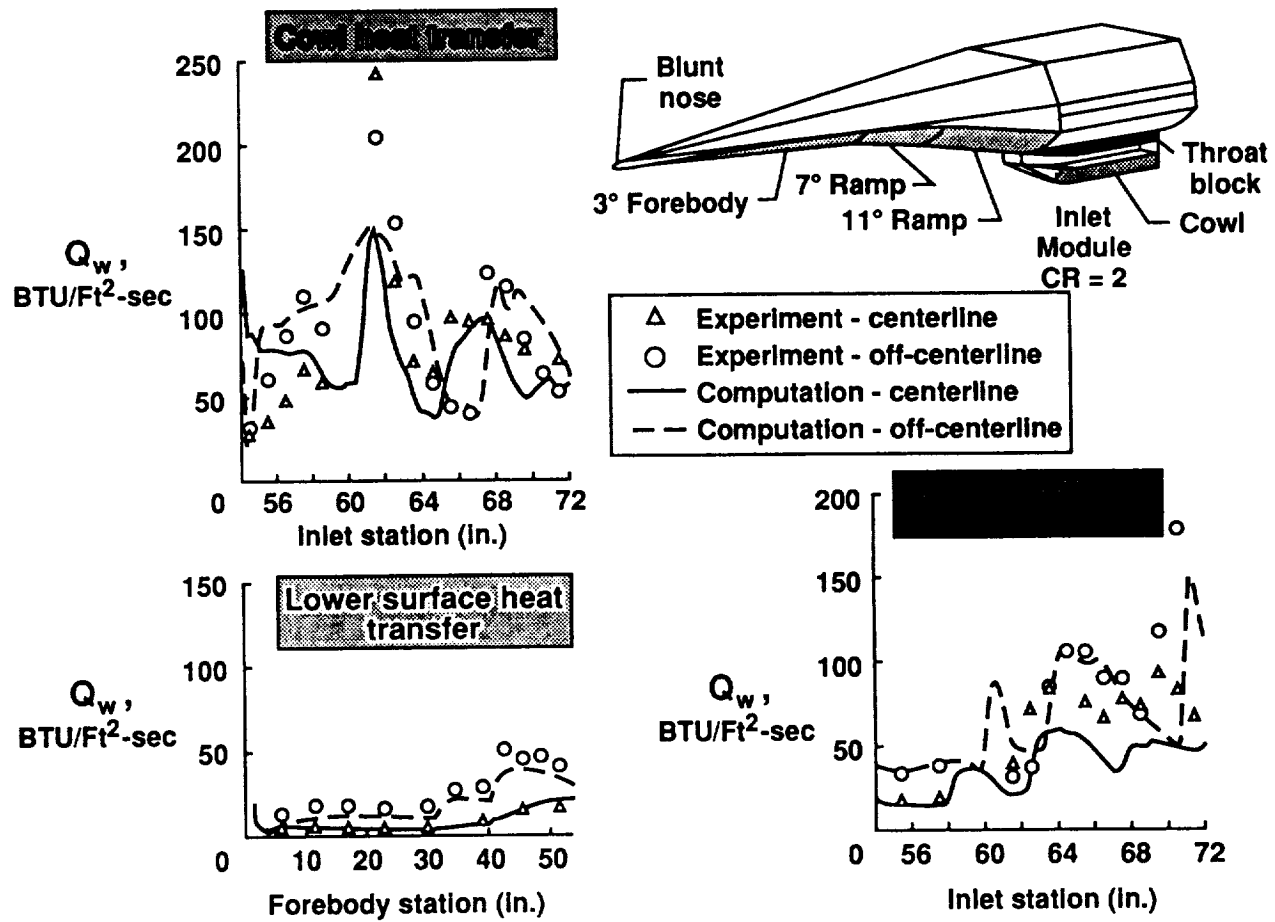 Cowl heat transfer
250
200
150
100
50
0
56
60
64
68
72
Q_w,
BTU/Ft²-sec
Inlet station (in.)
Blunt
nose
3° Forebody
7° Ramp
11° Ramp
Inlet
Module
CR = 2
Throat
block
Cowl
Experiment - centerline
Experiment - off-centerline
Computation - centerline
Computation - off-centerline
Lower surface heat
transfer
150
100
50
0
10
20
30
40
50
Q_w,
BTU/Ft²-sec
Forebody station (in.)
200
150
100
50
0
56
60
64
68
72
Q_w,
BTU/Ft²-sec
Inlet station (in.)